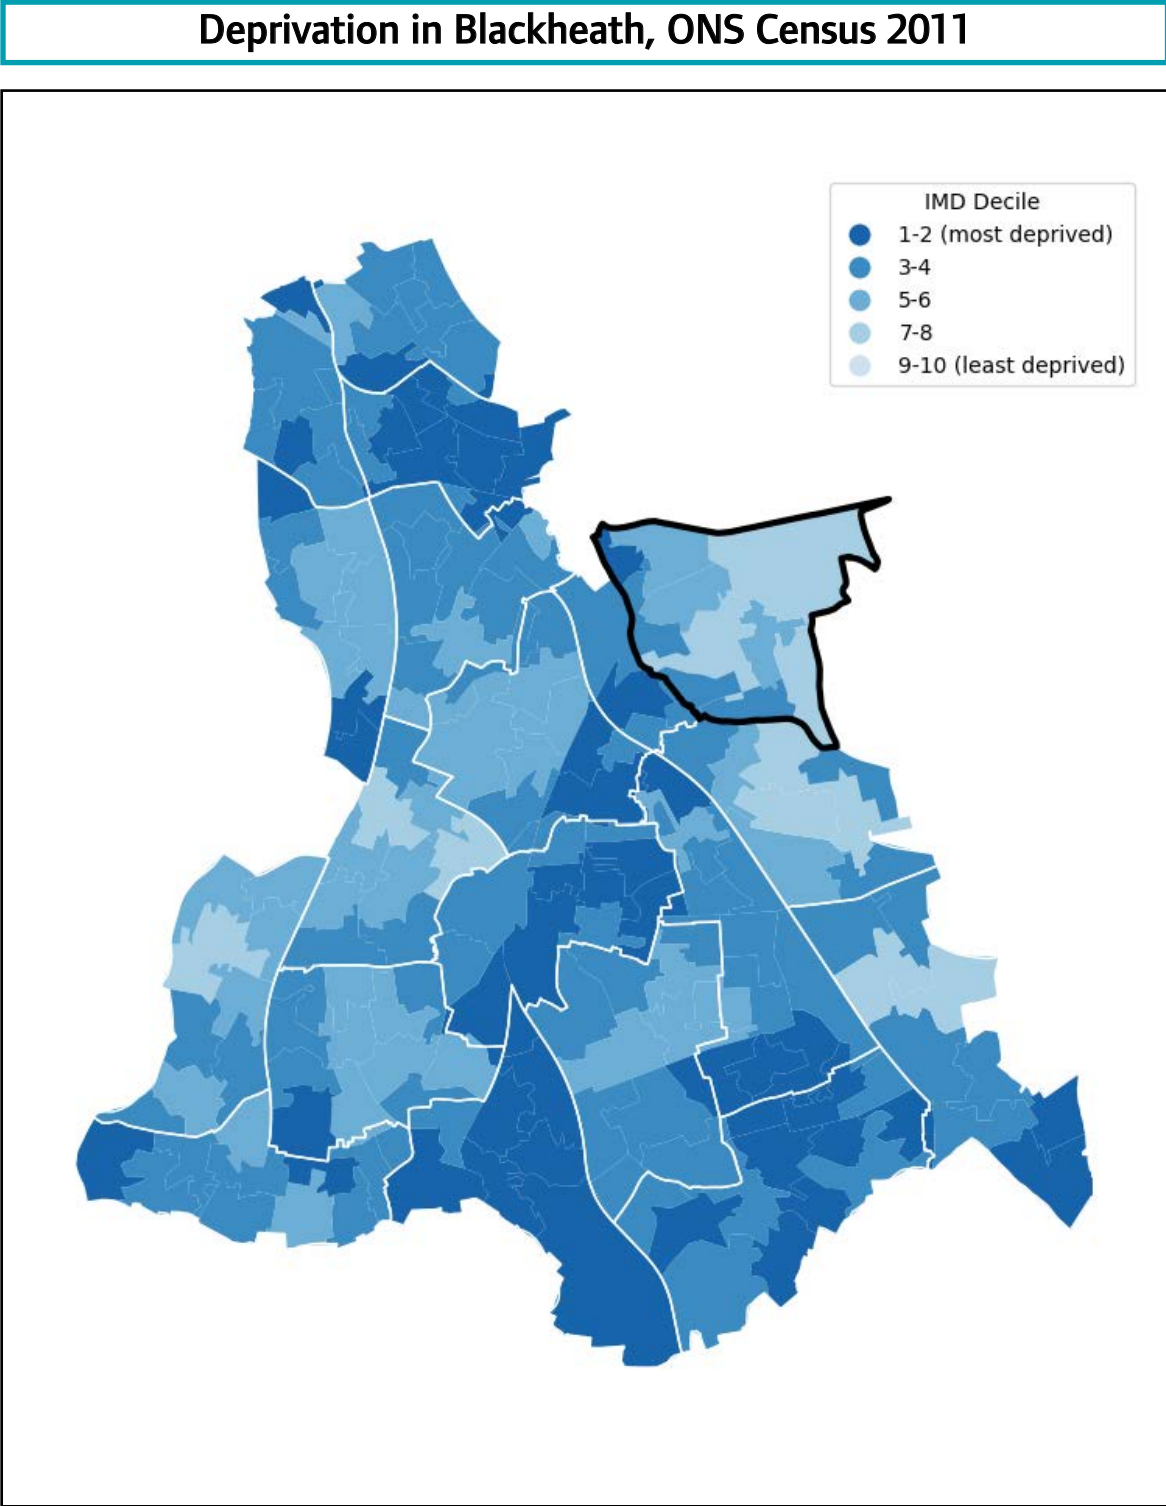 Deprivation in Blackheath, ONS Census 2011
IMD Decile
1-2 (most deprived)
3-4
5-6
7-8
9-10 (least deprived)